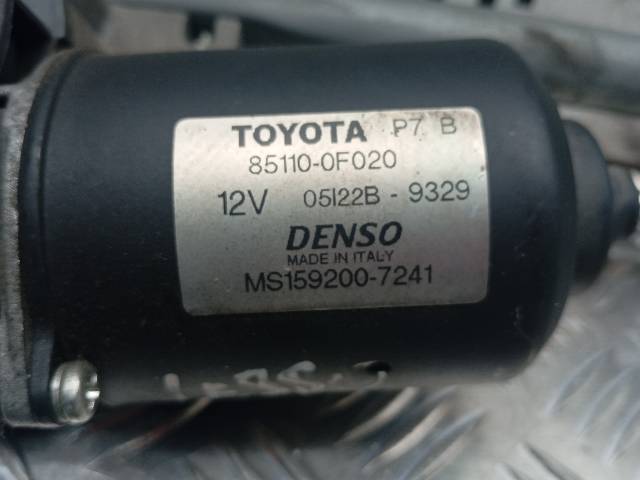 TOYOTA P7 B
85110-0F020
12V 05I22B - 9329
DENSO
MADE IN ITALY
MS159200-7241